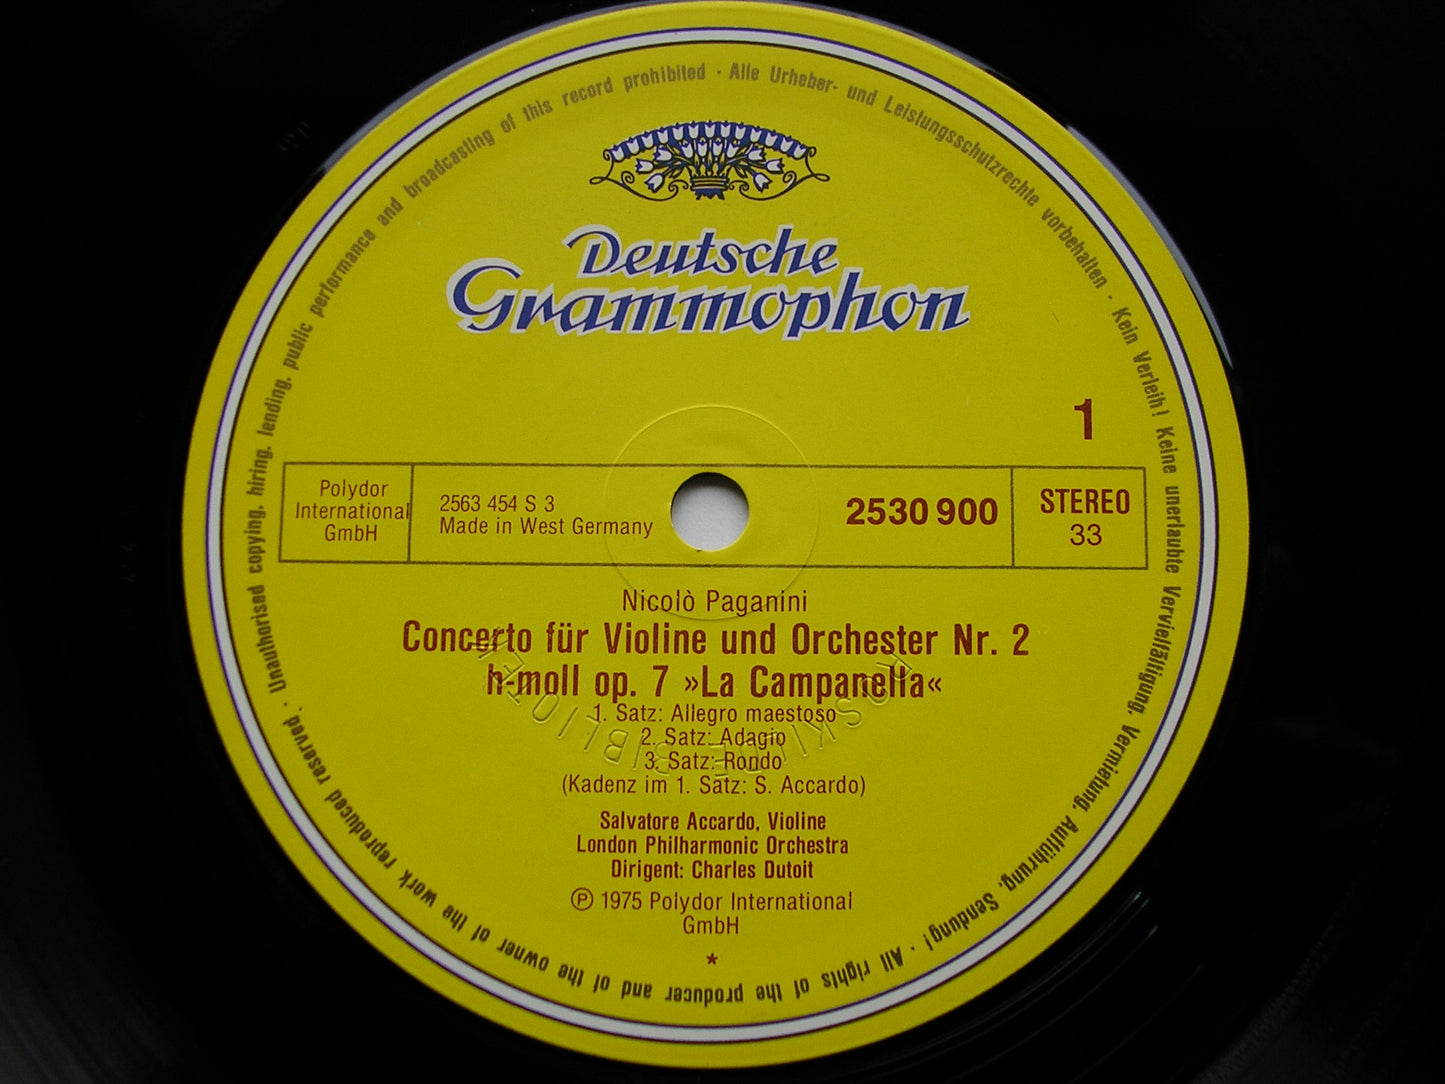 Deutsche
Grammophon
1
Polydor
International
GmbH
2563 454 S 3
Made in West Germany
2530 900
STEREO
33
Nicolò Paganini
Concerto für Violine und Orchester Nr. 2
h-moll op. 7 »La Campanella«
1. Satz: Allegro maestoso
2. Satz: Adagio
3. Satz: Rondo
(Kadenz im 1. Satz: S. Accardo)
Salvatore Accardo, Violine
London Philharmonic Orchestra
Dirigent: Charles Dutoit
℗ 1975 Polydor International
GmbH
*
Alle Urheber- und Leistungsschutzrechte vorbehalten · Kein Verleih! Keine unerlaubte Vervielfältigung, Vermietung, Aufführung, Sendung! · All rights of the producer and of the owner of the work reproduced reserved. Unauthorised copying, hiring, lending, public performance and broadcasting of this record prohibited ·
ROSKILDE BIBLIOTEK